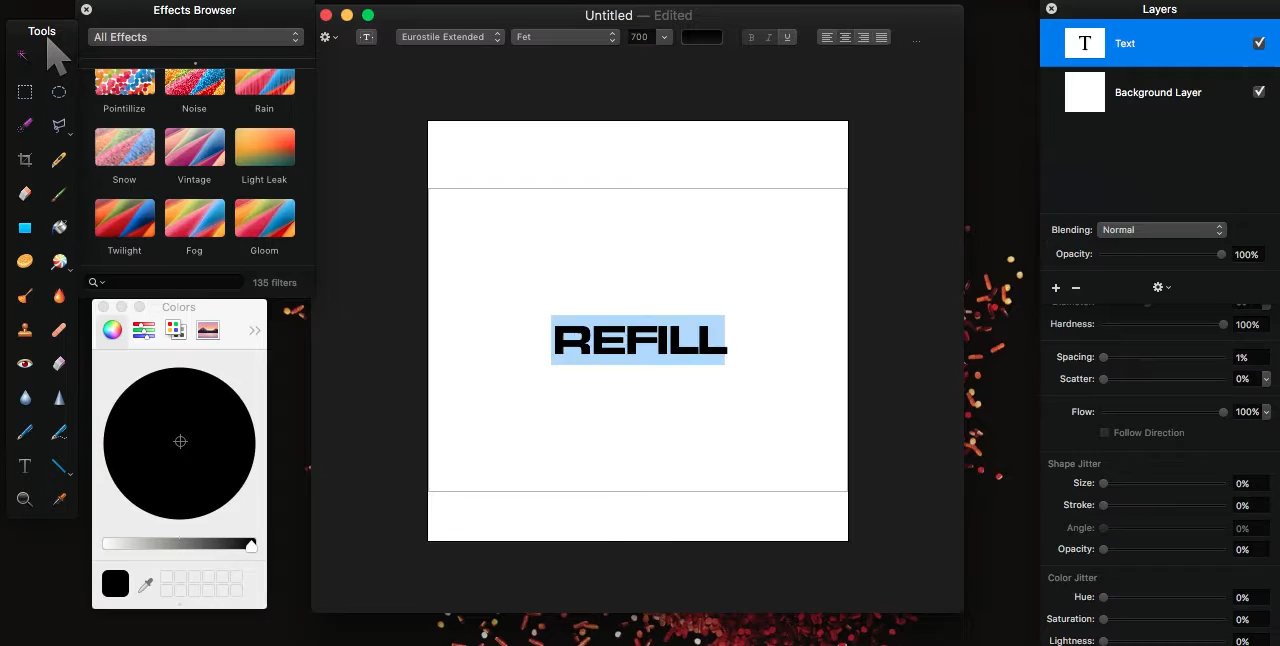 Tools
Effects Browser
All Effects
Pointillize Noise Rain
Snow Vintage Light Leak
Twilight Fog Gloom
135 filters
Colors
T
Untitled — Edited
T Eurostile Extended Fet 700 B I U ...
REFILL
Layers
T Text
Background Layer
Blending: Normal
Opacity: 100%
+ −
Hardness: 100%
Spacing: 1%
Scatter: 0%
Flow: 100%
Follow Direction
Shape Jitter
Size: 0%
Stroke: 0%
Angle: 0%
Opacity: 0%
Color Jitter
Hue: 0%
Saturation: 0%
Lightness: 0%